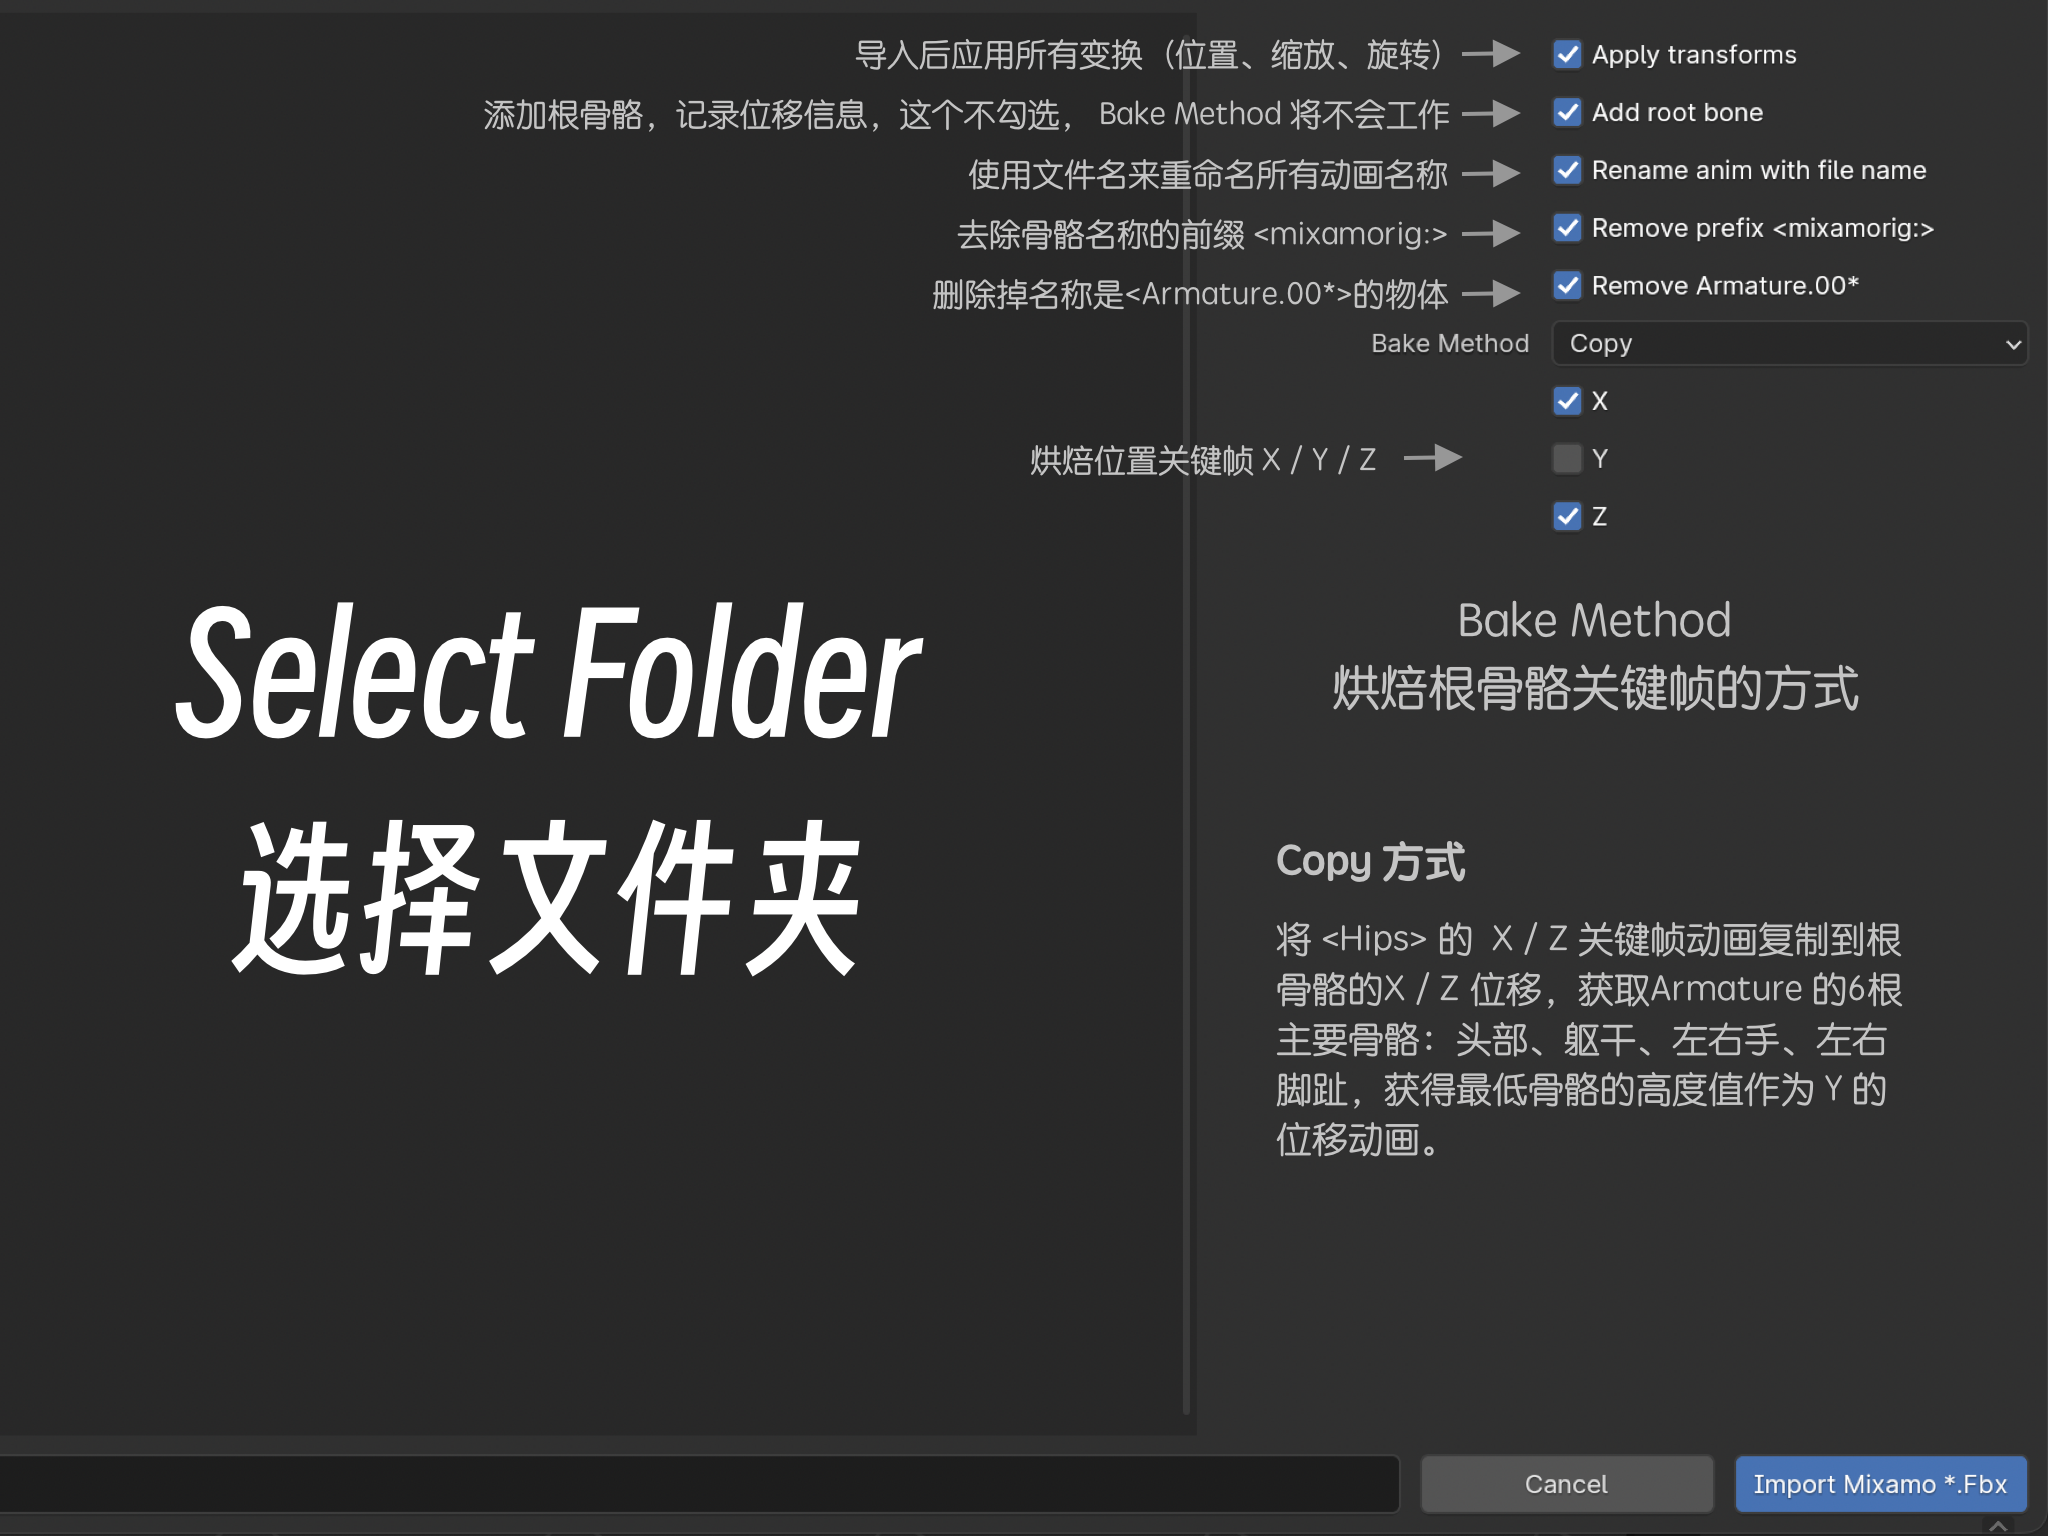 导入后应用所有变换（位置、缩放、旋转） Apply transforms
添加根骨骼，记录位移信息，这个不勾选， Bake Method 将不会工作 Add root bone
使用文件名来重命名所有动画名称 Rename anim with file name
去除骨骼名称的前缀 <mixamorig:> Remove prefix <mixamorig:>
删除掉名称是<Armature.00*>的物体 Remove Armature.00*
Bake Method Copy
X
烘焙位置关键帧 X / Y / Z Y
Z
Select Folder
选择文件夹
Bake Method
烘焙根骨骼关键帧的方式
Copy 方式
将 <Hips> 的 X / Z 关键帧动画复制到根
骨骼的X / Z 位移，获取Armature 的6根
主要骨骼：头部、躯干、左右手、左右
脚趾，获得最低骨骼的高度值作为 Y 的
位移动画。
Cancel
Import Mixamo *.Fbx